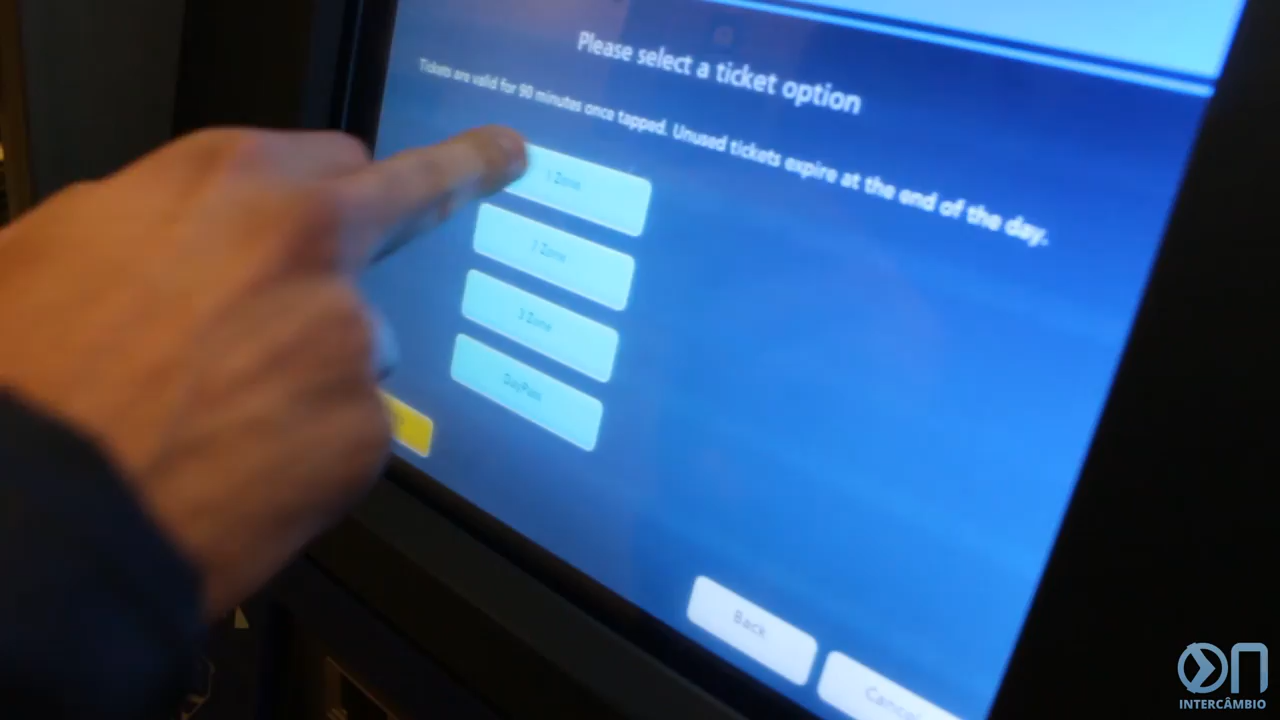 Please select a ticket option
Tickets are valid for 90 minutes once tapped. Unused tickets expire at the end of the day.
1 Zone
2 Zone
3 Zone
DayPass
Back
Cancel
ON
INTERCÂMBIO